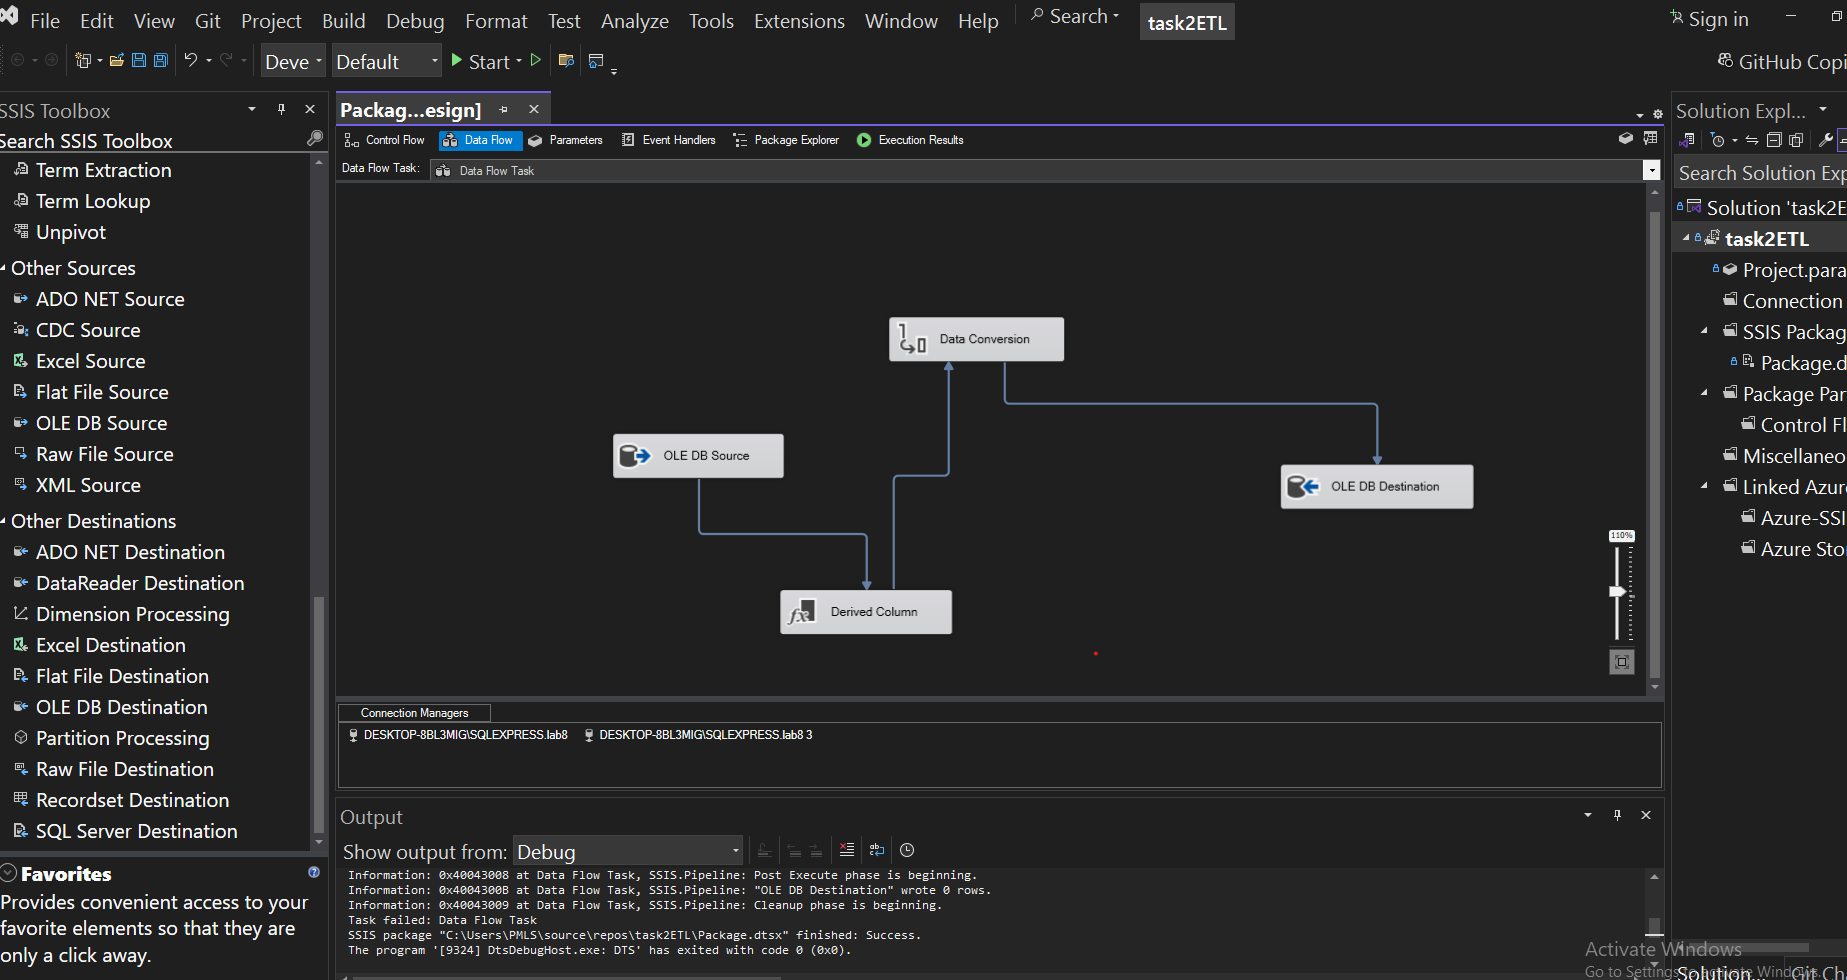 File Edit View Git Project Build Debug Format Test Analyze Tools Extensions Window Help Search task2ETL Sign in
Deve Default Start GitHub Copi
SSIS Toolbox
Search SSIS Toolbox
Term Extraction
Term Lookup
Unpivot
Other Sources
ADO NET Source
CDC Source
Excel Source
Flat File Source
OLE DB Source
Raw File Source
XML Source
Other Destinations
ADO NET Destination
DataReader Destination
Dimension Processing
Excel Destination
Flat File Destination
OLE DB Destination
Partition Processing
Raw File Destination
Recordset Destination
SQL Server Destination
Favorites
Provides convenient access to your
favorite elements so that they are
only a click away.
Packag...esign]
Control Flow Data Flow Parameters Event Handlers Package Explorer Execution Results
Data Flow Task: Data Flow Task
Data Conversion
OLE DB Source
OLE DB Destination
Derived Column
110%
Connection Managers
DESKTOP-8BL3MIG\SQLEXPRESS.lab8 DESKTOP-8BL3MIG\SQLEXPRESS.lab8 3
Output
Show output from: Debug
Information: 0x40043008 at Data Flow Task, SSIS.Pipeline: Post Execute phase is beginning.
Information: 0x4004300B at Data Flow Task, SSIS.Pipeline: "OLE DB Destination" wrote 0 rows.
Information: 0x40043009 at Data Flow Task, SSIS.Pipeline: Cleanup phase is beginning.
Task failed: Data Flow Task
SSIS package "C:\Users\PMLS\source\repos\task2ETL\Package.dtsx" finished: Success.
The program '[9324] DtsDebugHost.exe: DTS' has exited with code 0 (0x0).
Solution Expl...
Search Solution Exp
Solution 'task2E
task2ETL
Project.para
Connection
SSIS Packag
Package.d
Package Par
Control Fl
Miscellaneo
Linked Azur
Azure-SSI
Azure Sto
Activate Windows
Go to Settings to activate Windows.
Solution... Git Ch